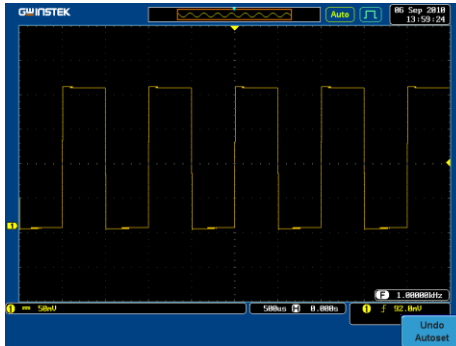 GWINSTEK
Auto
06 Sep 2010
13:59:24
1
F 1.00000kHz
1 50mV
500us H 0.000s
1 92.0mV
Undo
Autoset